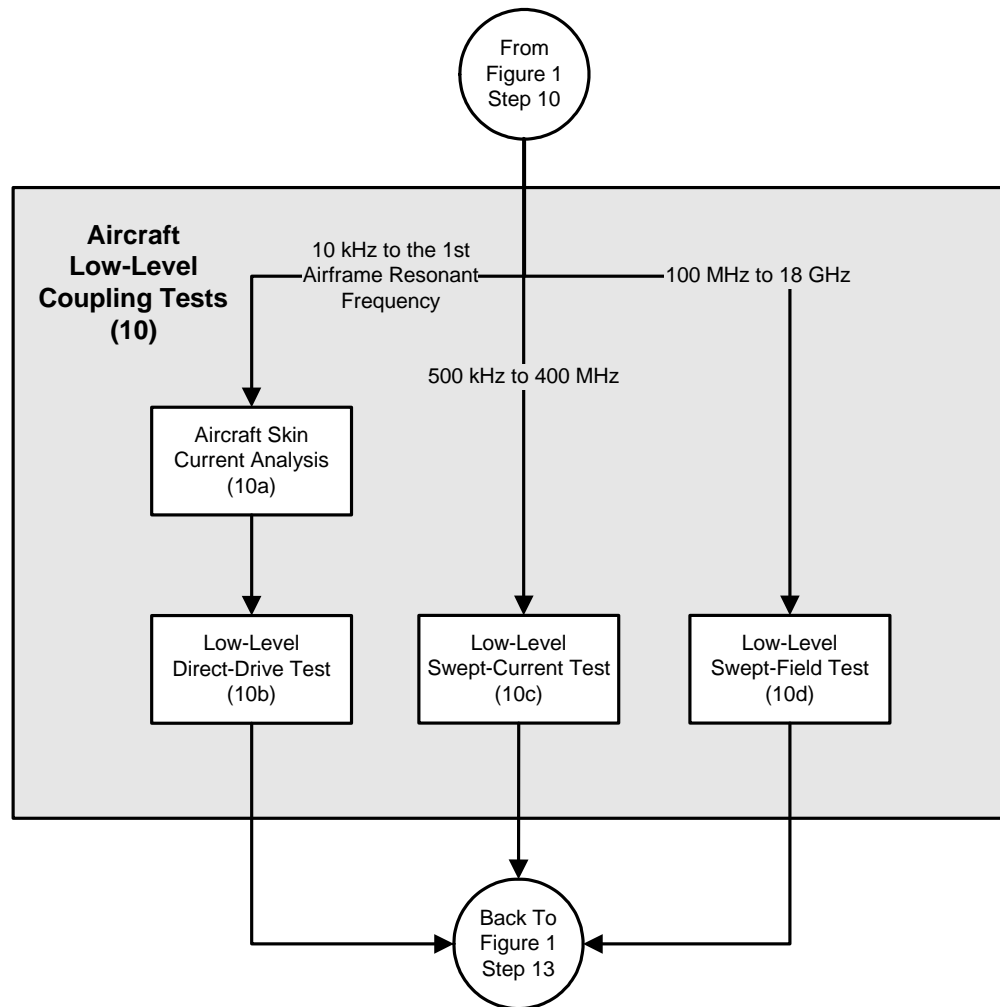 From
Figure 1
Step 10
Aircraft
Low-Level
Coupling Tests
(10)
10 kHz to the 1st
Airframe Resonant
Frequency
100 MHz to 18 GHz
500 kHz to 400 MHz
Aircraft Skin
Current Analysis
(10a)
Low-Level
Direct-Drive Test
(10b)
Low-Level
Swept-Current Test
(10c)
Low-Level
Swept-Field Test
(10d)
Back To
Figure 1
Step 13